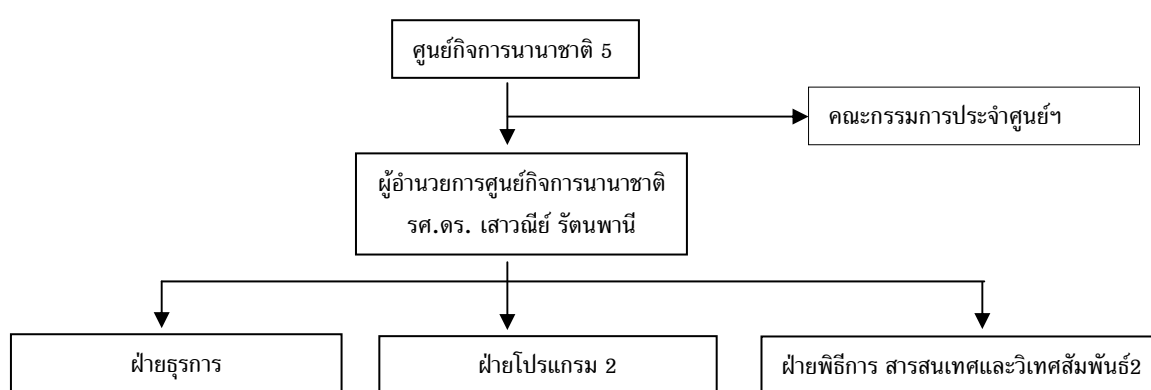 ศูนย์กิจการนานาชาติ 5
คณะกรรมการประจำศูนย์ฯ
ผู้อำนวยการศูนย์กิจการนานาชาติ
รศ.ดร. เสาวณีย์ รัตนพานี
ฝ่ายธุรการ
ฝ่ายโปรแกรม 2
ฝ่ายพิธีการ สารสนเทศและวิเทศสัมพันธ์2